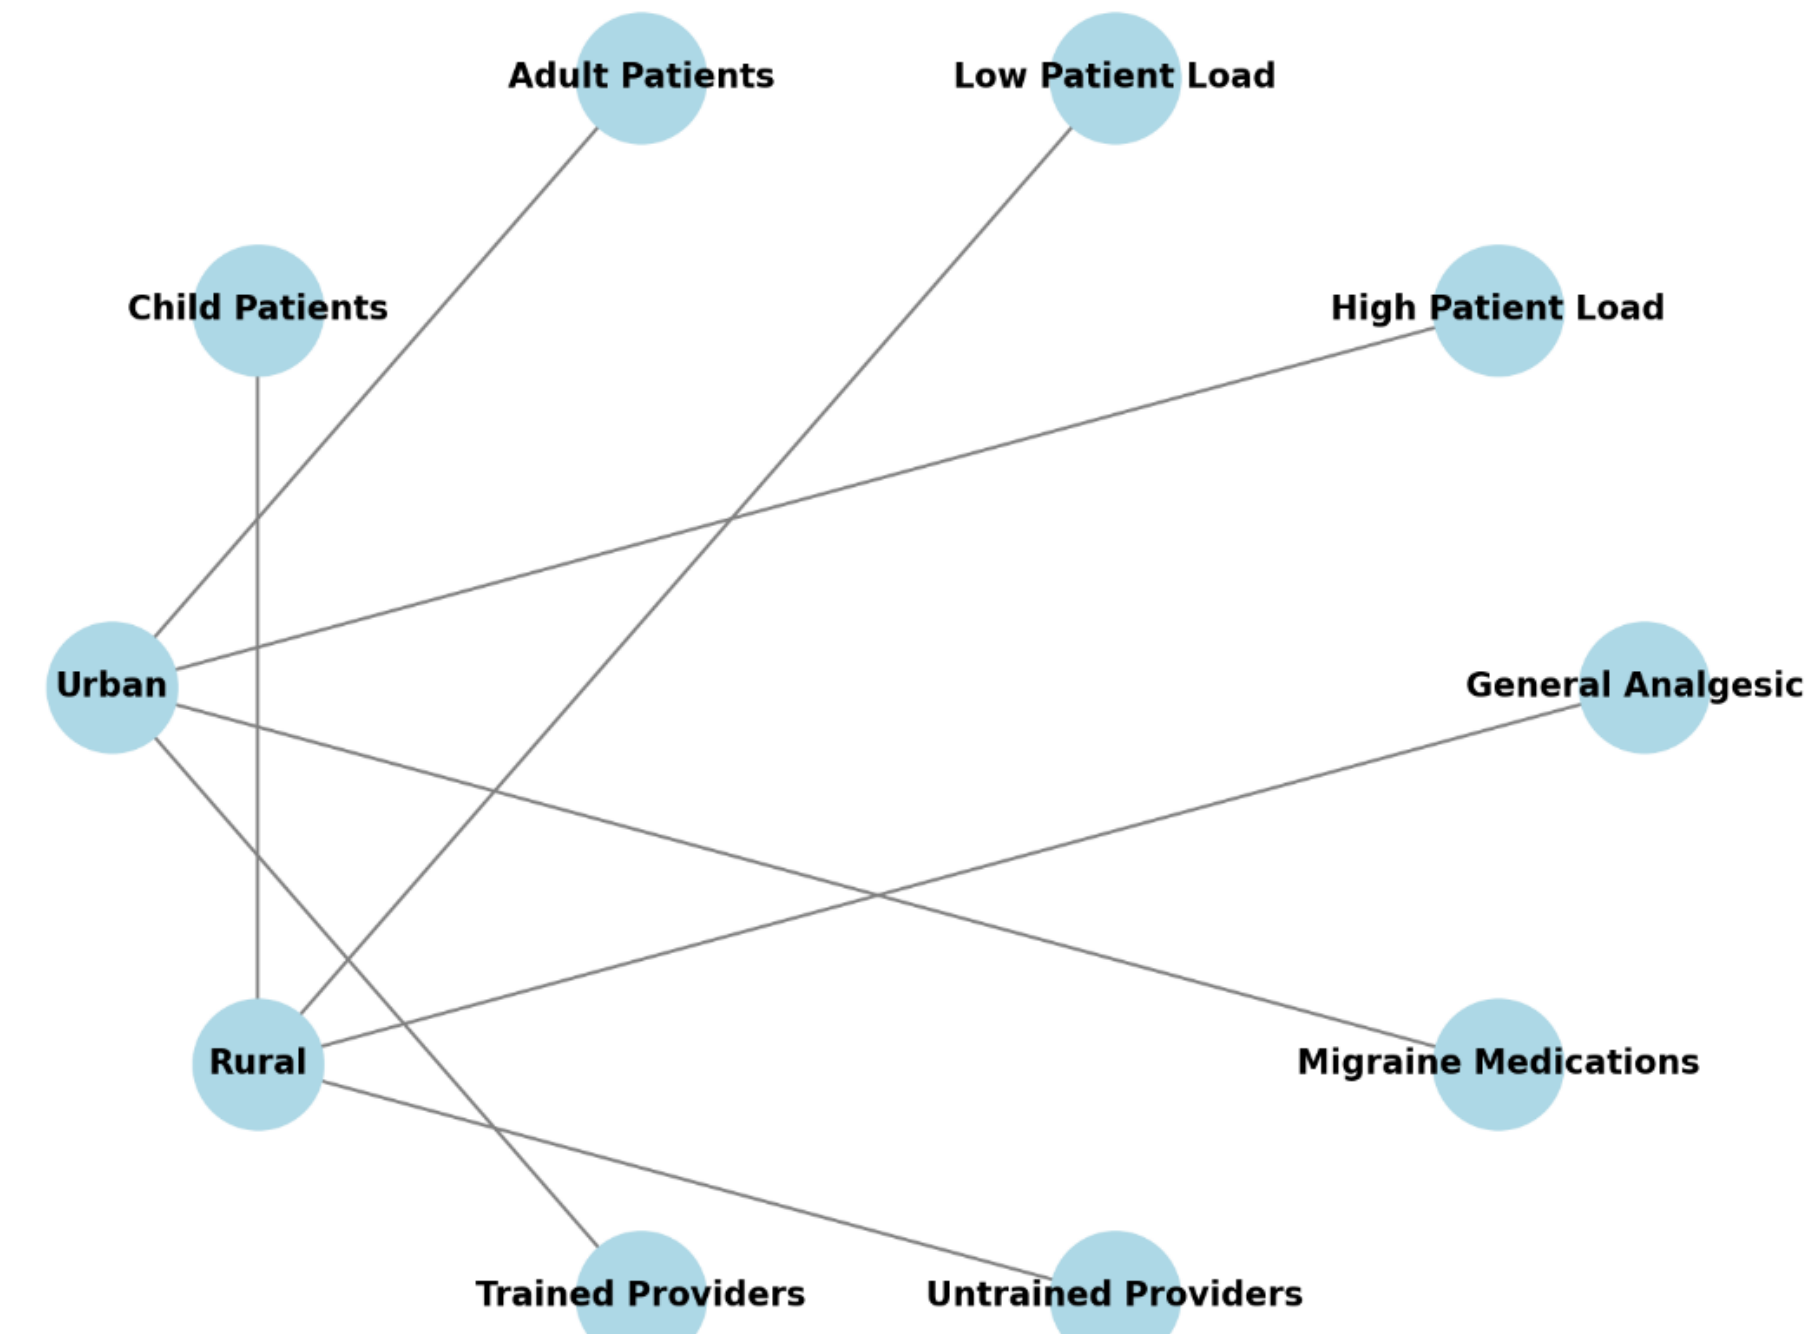 Adult Patients
Low Patient Load
Child Patients
High Patient Load
Urban
General Analgesic
Rural
Migraine Medications
Trained Providers
Untrained Providers